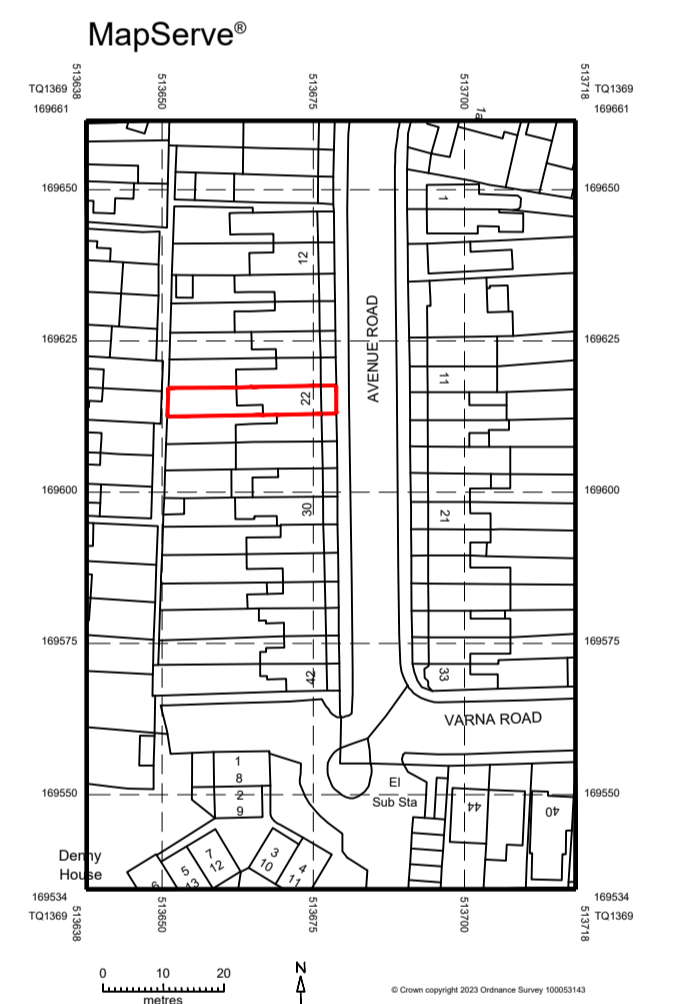 MapServe®
513638
513650
513675
513700
513718
TQ1369
169661
TQ1369
169661
1a
169650
169650
1
12
AVENUE ROAD
169625
169625
11
22
169600
169600
30
21
169575
169575
42
33
VARNA ROAD
1
8
2
9
El
Sub Sta
169550
169550
44
40
Denny
House
7
12
5
13
6
3
10
4
11
169534
TQ1369
169534
TQ1369
513638
513650
513675
513700
513718
0 10 20
metres
N
© Crown copyright 2023 Ordnance Survey 100053143